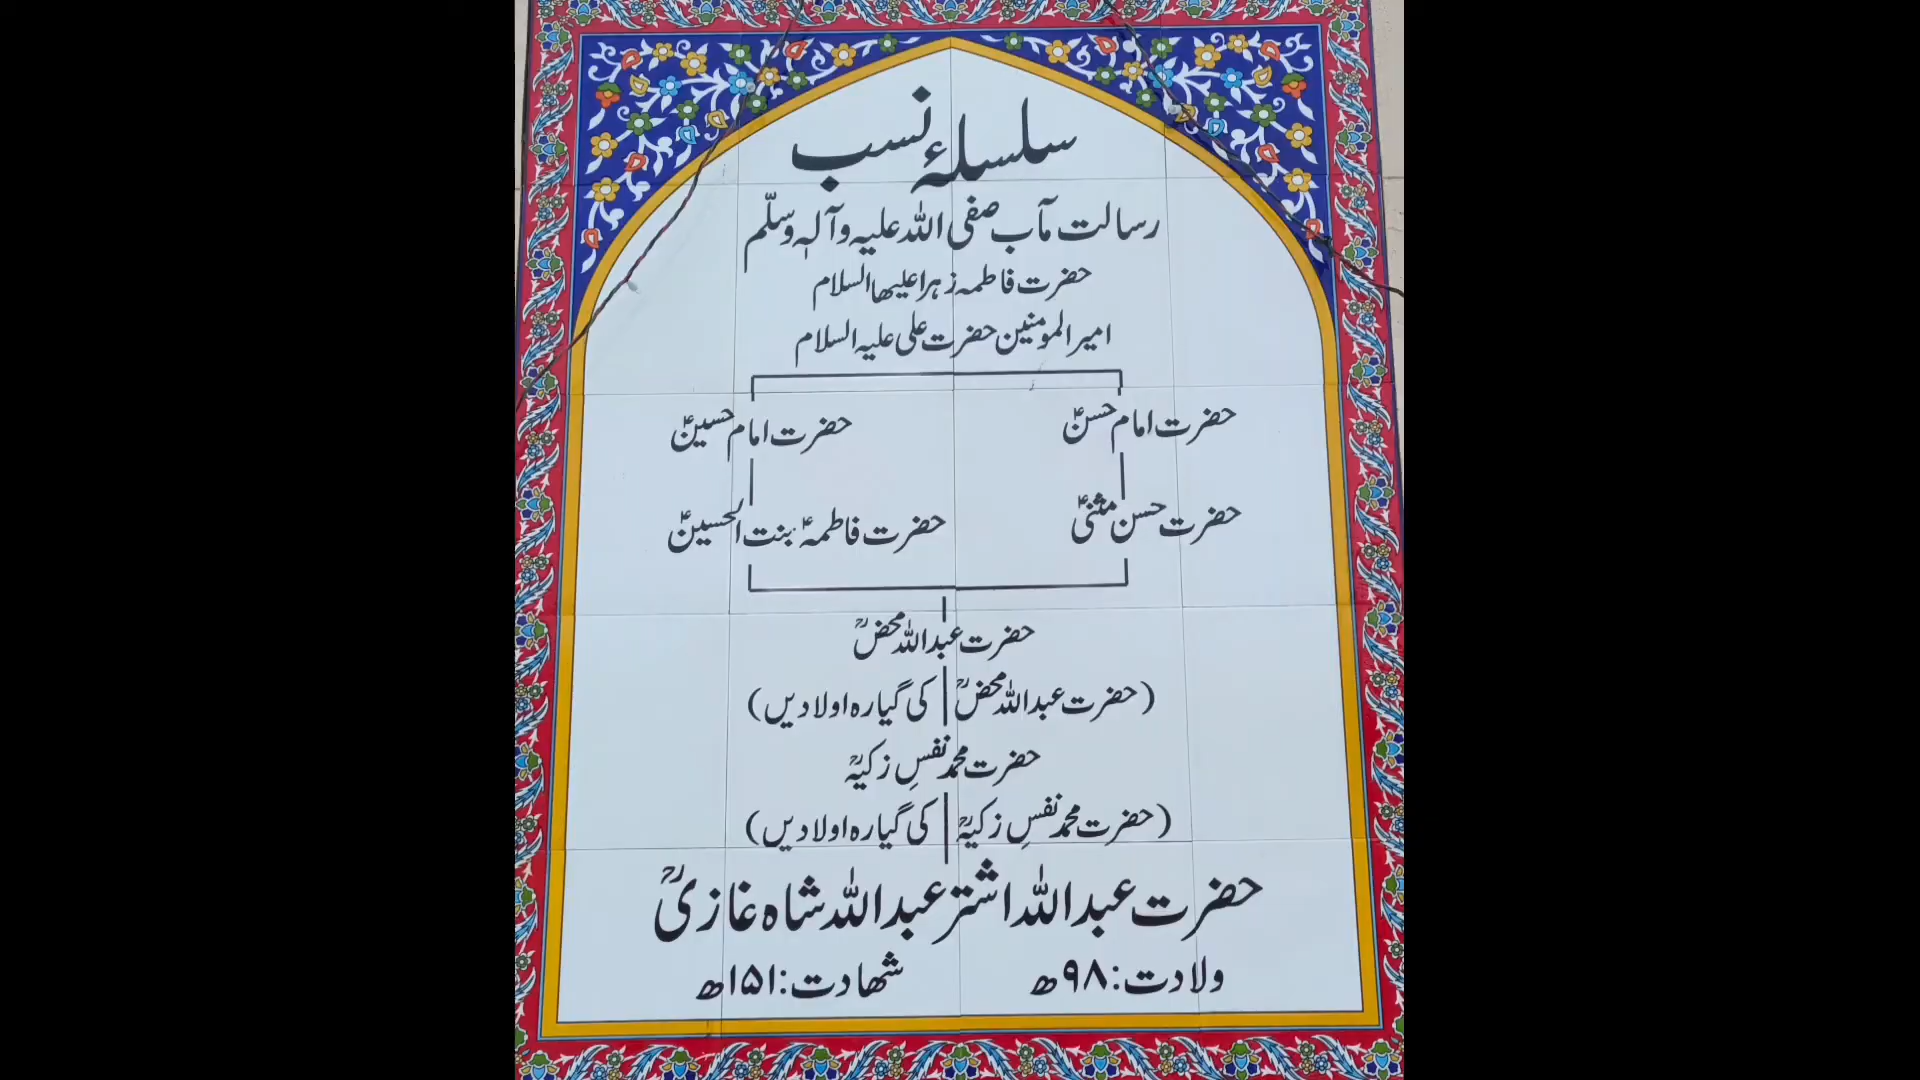 سلسلۂ نسب
رسالت مآب صلی اللہ علیہ وآلہٖ وسلّم
حضرت فاطمہ زہرا علیھا السلام
امیر المومنین حضرت علی علیہ السلام
حضرت امام حسنؑ حضرت امام حسینؑ
حضرت حسن مثنیؑ حضرت فاطمہؑ بنت الحسینؑ
حضرت عبداللہ محضؒ
(حضرت عبداللہ محضؒ کی گیارہ اولادیں)
حضرت محمد نفسِ زکیہؒ
(حضرت محمد نفسِ زکیہؒ کی گیارہ اولادیں)
حضرت عبداللہ اشتر عبداللہ شاہ غازیؒ
ولادت: ۹۸ھ شھادت: ۱۵۱ھ